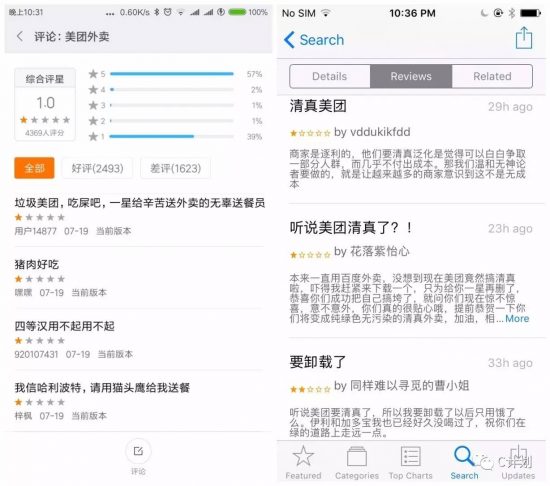 晚上10:31
0.60K/s
100%
评论：美团外卖
综合评星
1.0
4369人评分
5 57%
4 2%
3 1%
2 1%
1 39%
全部
好评(2493)
差评(1623)
垃圾美团，吃屎吧，一星给辛苦送外卖的无辜送餐员
用户14877 07-19 当前版本
猪肉好吃
嘿嘿 07-19 当前版本
四等汉用不起用不起
920107431 07-19 当前版本
我信哈利波特，请用猫头鹰给我送餐
梓枫 07-19 当前版本
评论
No SIM
10:36 PM
Search
Details
Reviews
Related
清真美团
29h ago
by vddukikfdd
商家是逐利的，他们要清真泛化是觉得可以白白争取
一部分人群，而几乎不付出成本。那我们温和无神论
者要做的，就是让越来越多的商家意识到这不是无成
本
听说美团清真了？！
23h ago
by 花落紫怡心
本来一直用百度外卖，没想到现在美团竟然搞清真
啦，吓得我赶紧来下载一个，只为给你一星再删了，
恭喜你们成功把自己搞垮了，就问你们现在惊不惊
喜，意不意外，你们真的很贴心哦，提前恭贺一下你
们将变成纯绿色无污染的清真外卖，加油，相... More
要卸载了
33h ago
by 同样难以寻觅的曹小姐
听说美团要清真了，所以我要卸载了以后只用饿了
么。伊利和加多宝我也已经好久没喝过了，祝你们在
绿的道路上走远一点。
Featured
Categories
Top Charts
Search
Updates
C计划